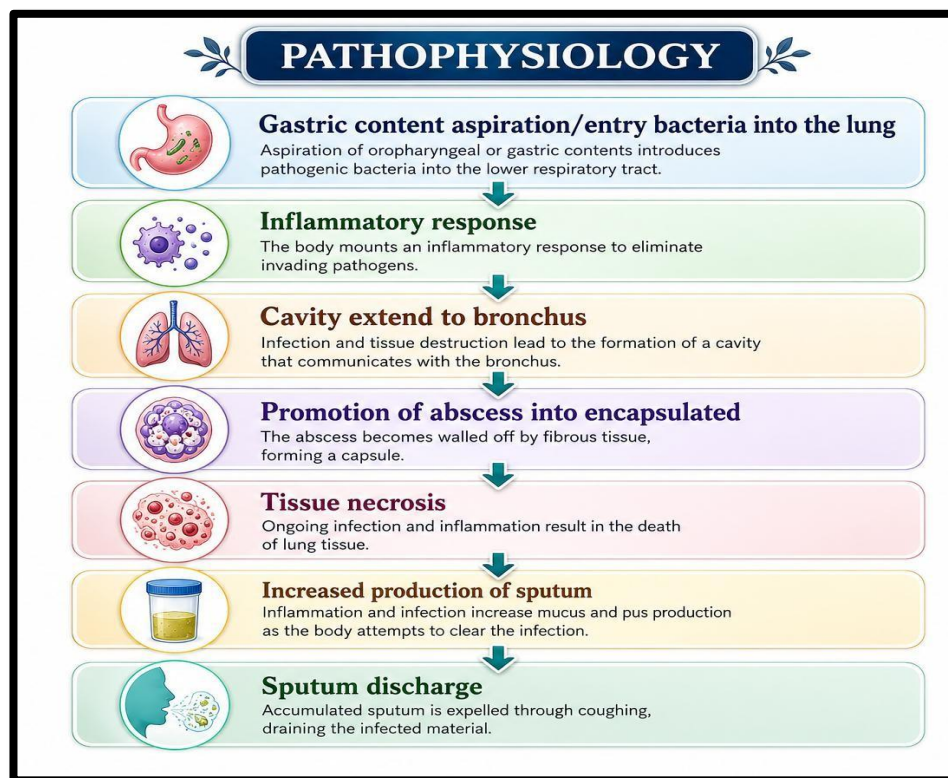 PATHOPHYSIOLOGY
Gastric content aspiration/entry bacteria into the lung
Aspiration of oropharyngeal or gastric contents introduces
pathogenic bacteria into the lower respiratory tract.
Inflammatory response
The body mounts an inflammatory response to eliminate
invading pathogens.
Cavity extend to bronchus
Infection and tissue destruction lead to the formation of a cavity
that communicates with the bronchus.
Promotion of abscess into encapsulated
The abscess becomes walled off by fibrous tissue,
forming a capsule.
Tissue necrosis
Ongoing infection and inflammation result in the death
of lung tissue.
Increased production of sputum
Inflammation and infection increase mucus and pus production
as the body attempts to clear the infection.
Sputum discharge
Accumulated sputum is expelled through coughing,
draining the infected material.